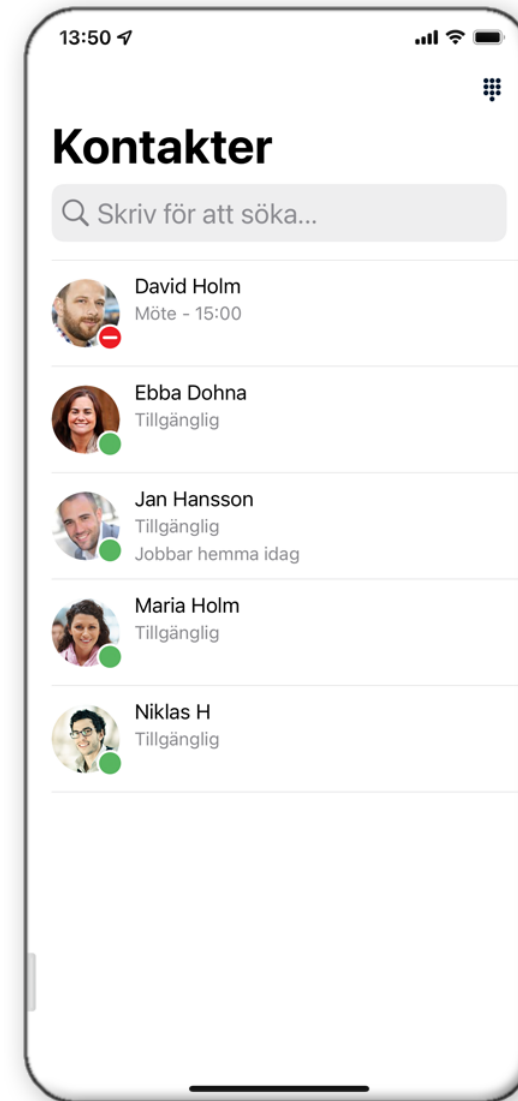 13:50
Kontakter
Skriv för att söka...
David Holm
Möte - 15:00
Ebba Dohna
Tillgänglig
Jan Hansson
Tillgänglig
Jobbar hemma idag
Maria Holm
Tillgänglig
Niklas H
Tillgänglig